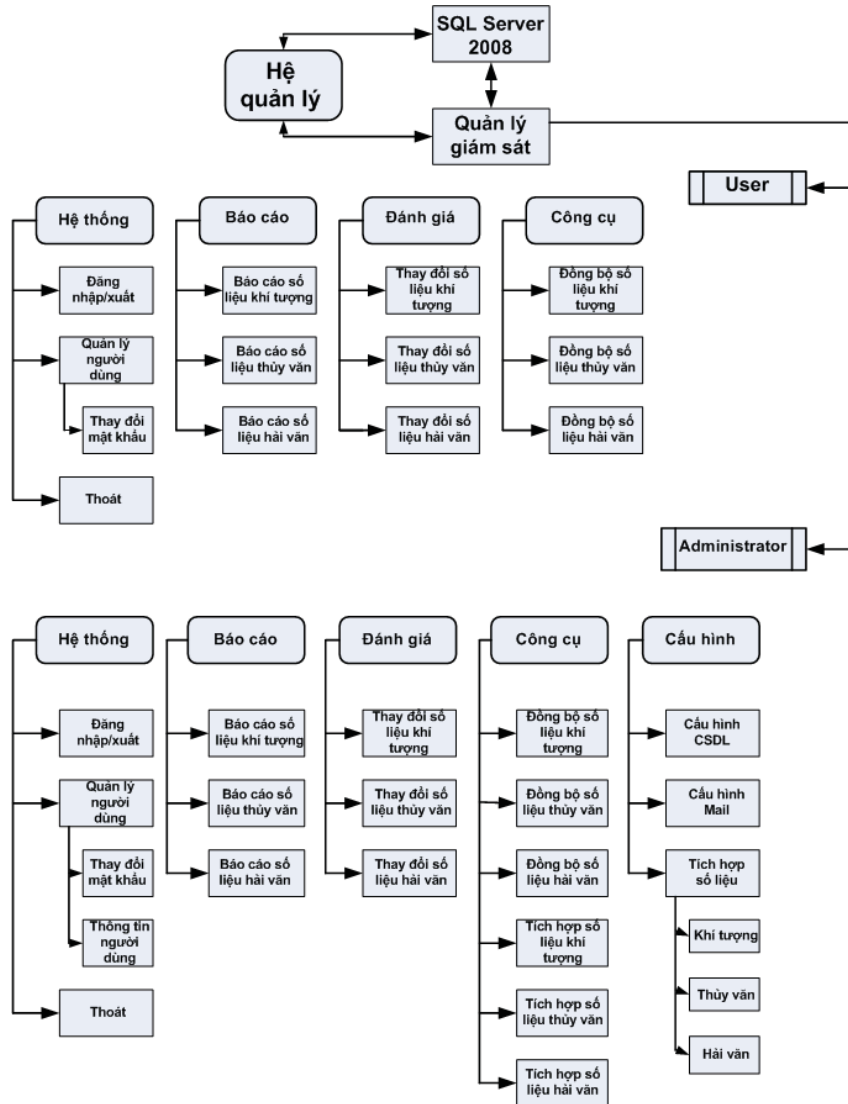 SQL Server
2008
Hệ
quản lý
Quản lý
giám sát
User
Hệ thống
Báo cáo
Đánh giá
Công cụ
Đăng
nhập/xuất
Báo cáo số
liệu khí tượng
Thay đổi số
liệu khí
tượng
Đồng bộ số
liệu khí
tượng
Quản lý
người
dùng
Báo cáo số
liệu thủy văn
Thay đổi số
liệu thủy văn
Đồng bộ số
liệu thủy văn
Thay đổi
mật khẩu
Báo cáo số
liệu hải văn
Thay đổi số
liệu hải văn
Đồng bộ số
liệu hải văn
Thoát
Administrator
Hệ thống
Báo cáo
Đánh giá
Công cụ
Cấu hình
Đăng
nhập/xuất
Báo cáo số
liệu khí tượng
Thay đổi số
liệu khí
tượng
Đồng bộ số
liệu khí
tượng
Cấu hình
CSDL
Quản lý
người
dùng
Báo cáo số
liệu thủy văn
Thay đổi số
liệu thủy văn
Đồng bộ số
liệu thủy văn
Cấu hình
Mail
Thay đổi
mật khẩu
Báo cáo số
liệu hải văn
Thay đổi số
liệu hải văn
Đồng bộ số
liệu hải văn
Tích hợp
số liệu
Thông tin
người
dùng
Tích hợp số
liệu khí
tượng
Khí tượng
Thoát
Tích hợp số
liệu thủy văn
Thủy văn
Tích hợp số
liệu hải văn
Hải văn